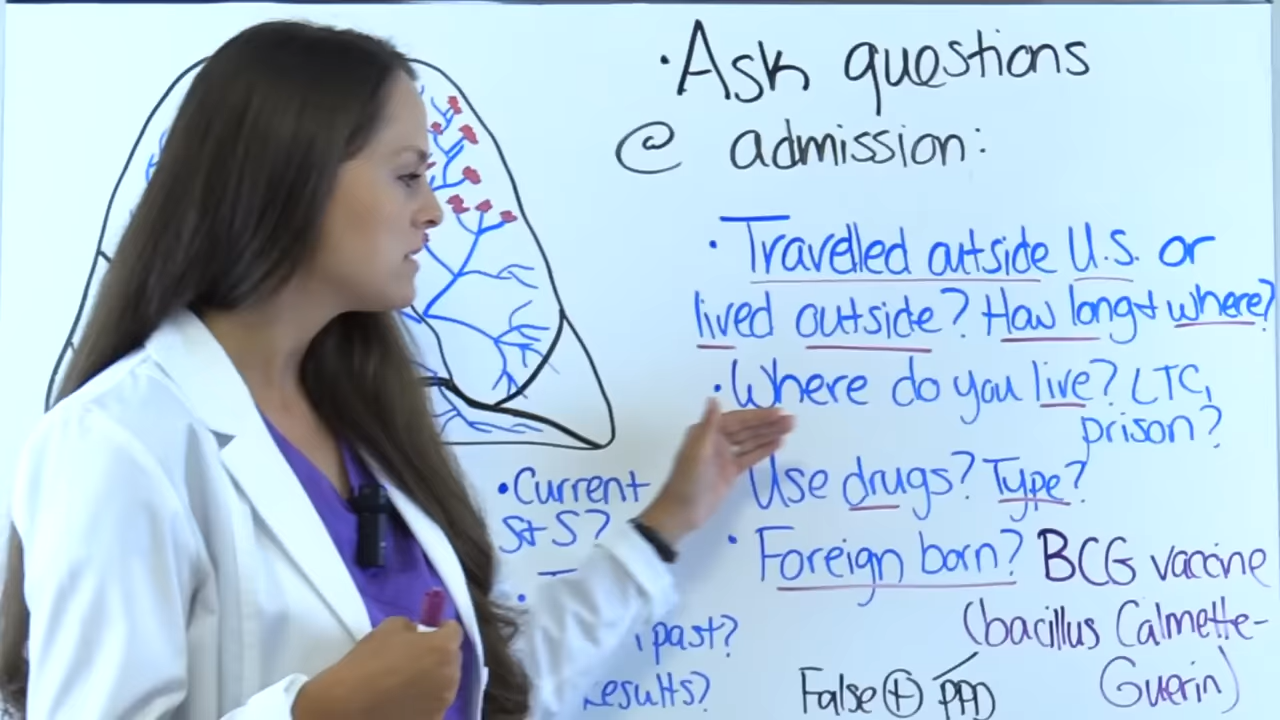 ·Ask questions
@ admission:
· Travelled outside U.S. or
lived outside? How long + where?
· Where do you live? LTC,
prison?
Use drugs? Type?
· Foreign born? BCG vaccine
(bacillus Calmette-
Guerin)
False (+) PPD
· Current
S+S?
past?
results?